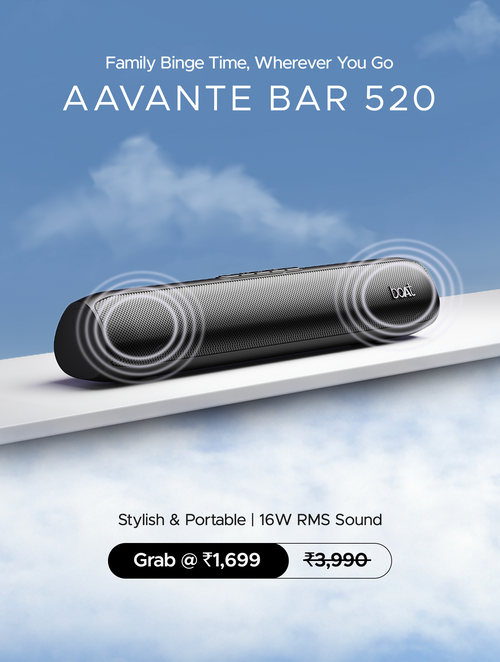 Family Binge Time, Wherever You Go
AAVANTE BAR 520
boAt
Stylish & Portable | 16W RMS Sound
Grab @ ₹1,699 ₹3,990